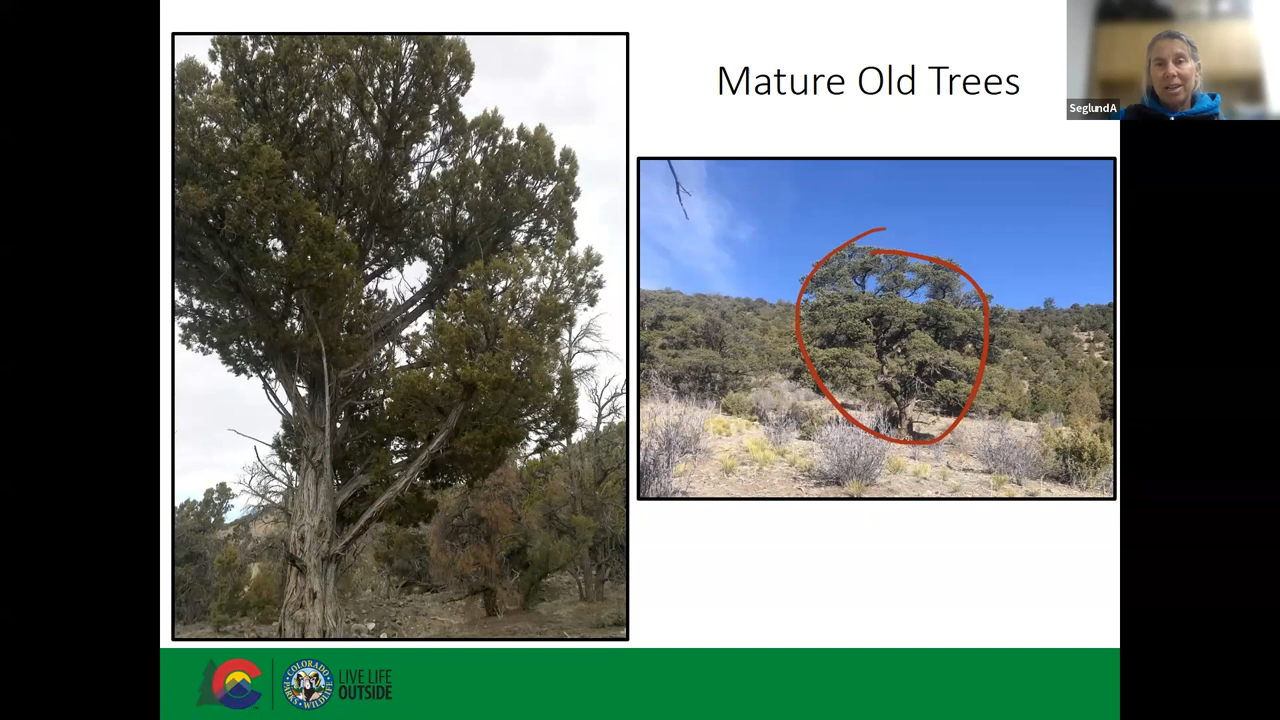 Mature Old Trees
SeglundA
COLORADO
PARKS & WILDLIFE
LIVE LIFE
OUTSIDE